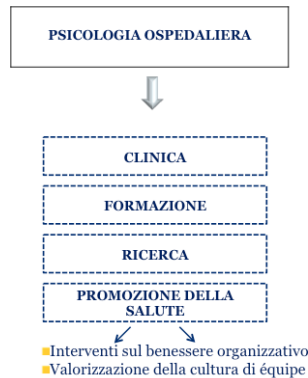 PSICOLOGIA OSPEDALIERA
CLINICA
FORMAZIONE
RICERCA
PROMOZIONE DELLA
SALUTE
Interventi sul benessere organizzativo
Valorizzazione della cultura di équipe